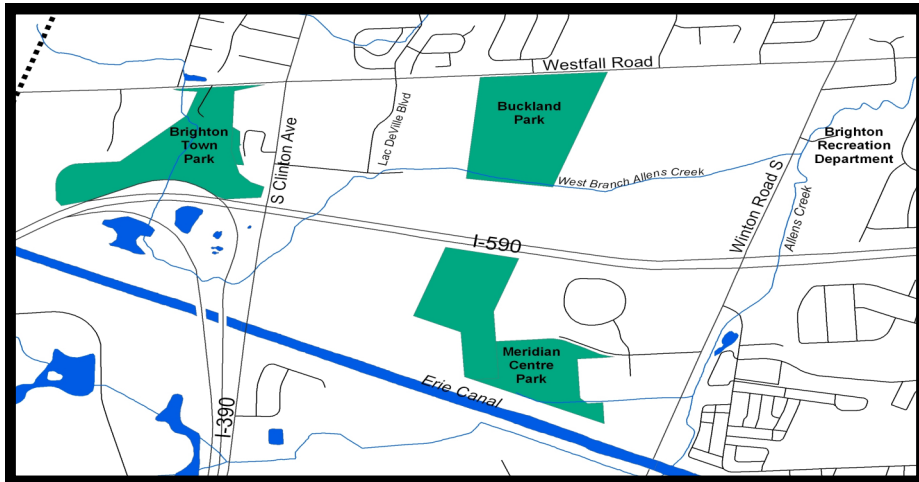 Westfall Road
Buckland
Park
Brighton
Town
Park
S Clinton Ave
Lac DeVille Blvd
Brighton
Recreation
Department
West Branch Allens Creek
Winton Road S
Allens Creek
I-590
Meridian
Centre
Park
Erie Canal
I-390